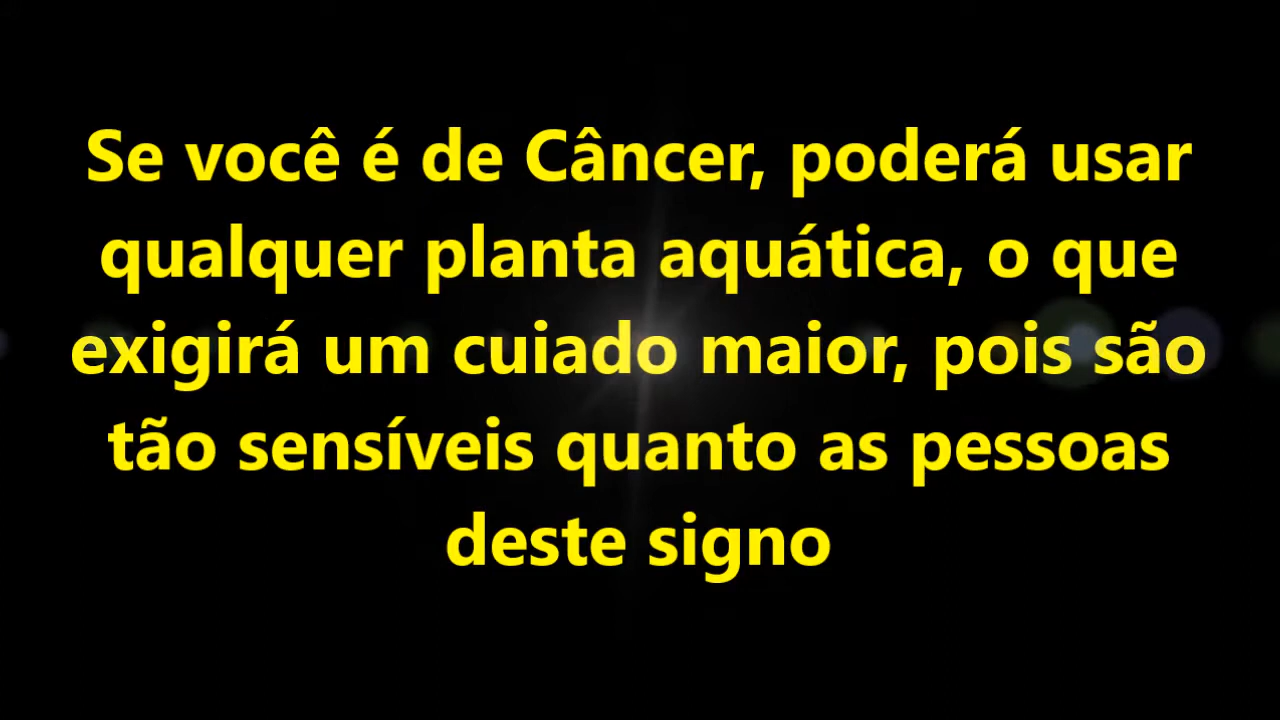 Se você é de Câncer, poderá usar
qualquer planta aquática, o que
exigirá um cuiado maior, pois são
tão sensíveis quanto as pessoas
deste signo